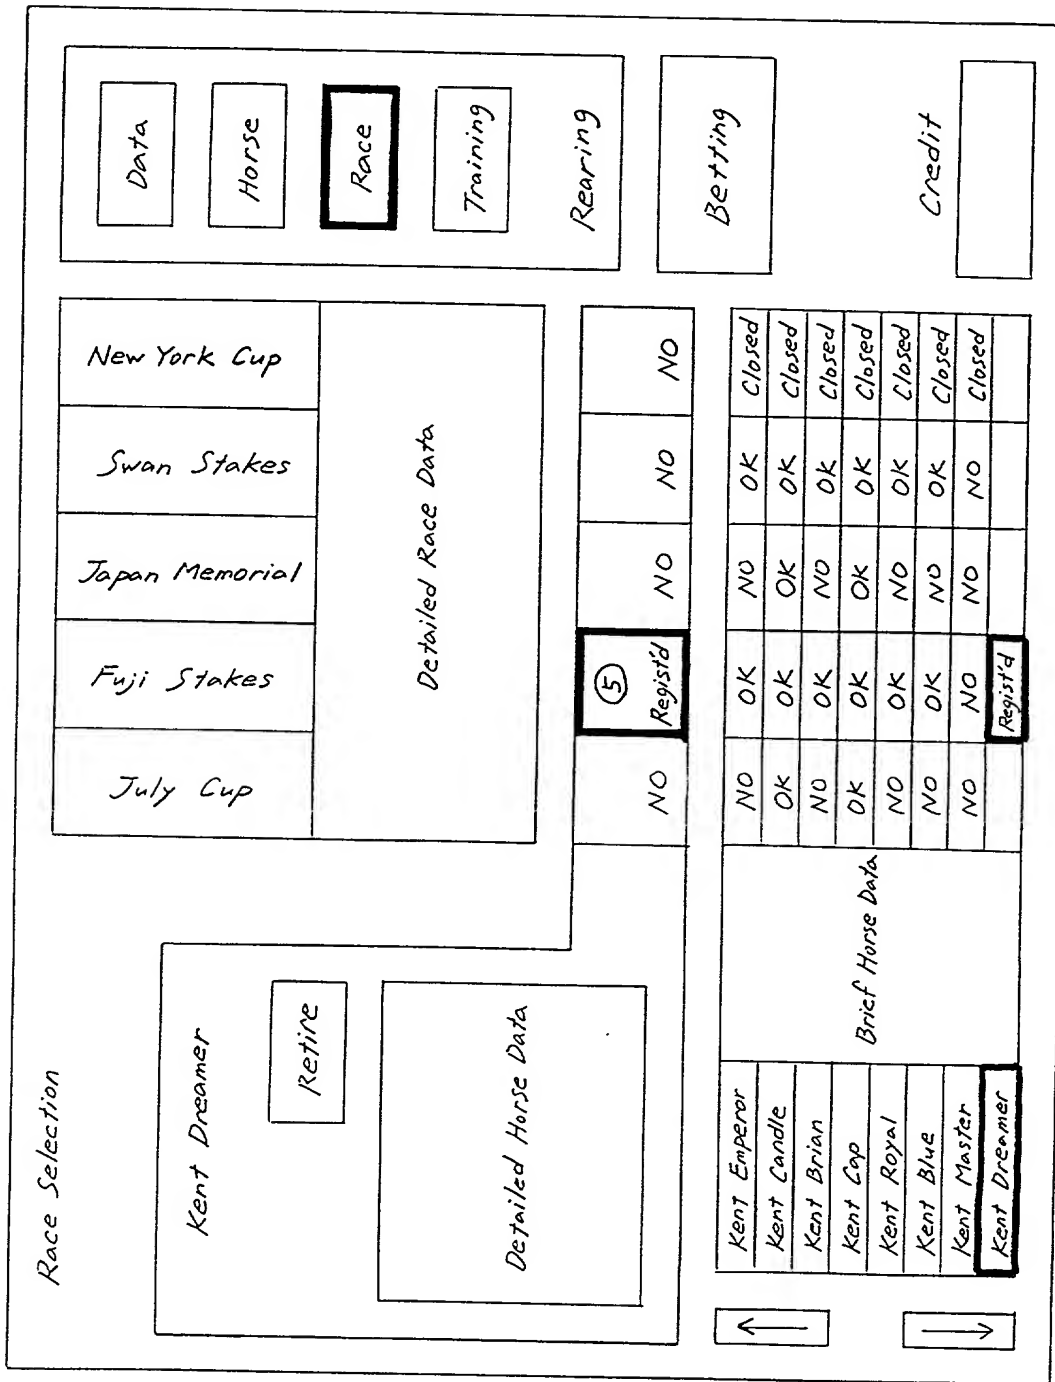 Race Selection
Kent Dreamer
Retire
Detailed Horse Data
July Cup Fuji Stakes Japan Memorial Swan Stakes New York Cup
Detailed Race Data
5
NO Regist'd NO NO NO
Kent Emperor NO OK NO OK Closed
Kent Candle OK OK OK OK Closed
Kent Brian NO OK NO OK Closed
Kent Cap OK OK OK OK Closed
Kent Royal NO OK NO OK Closed
Kent Blue NO OK NO OK Closed
Kent Master NO NO NO NO Closed
Kent Dreamer Regist'd
Brief Horse Data
Data
Horse
Race
Training
Rearing
Betting
Credit